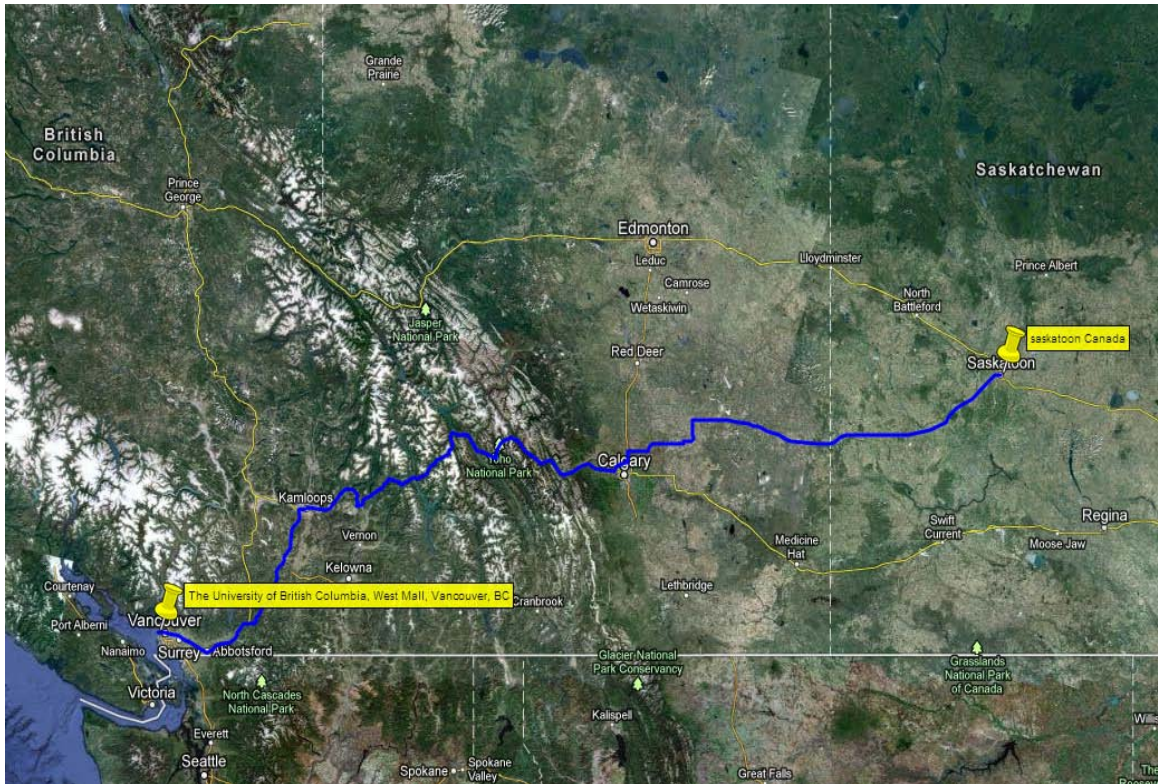 Grande
Prairie
British
Columbia
Saskatchewan
Prince
George
Edmonton
Leduc
Lloydminster
Prince Albert
Camrose
Wetaskiwin
North
Battleford
Jasper
National Park
Red Deer
saskatoon Canada
Saskatoon
Yoho
National Park
Calgary
Kamloops
Vernon
Medicine
Hat
Swift
Current
Regina
Moose Jaw
Kelowna
Lethbridge
Courtenay
The University of British Columbia, West Mall, Vancouver, BC
Cranbrook
Port Alberni
Vancouver
Nanaimo
Surrey
Abbotsford
Glacier National
Park Conservancy
Grasslands
National Park
of Canada
Victoria
North Cascades
National Park
Kalispell
Everett
Seattle
Spokane
Spokane
Valley
Great Falls